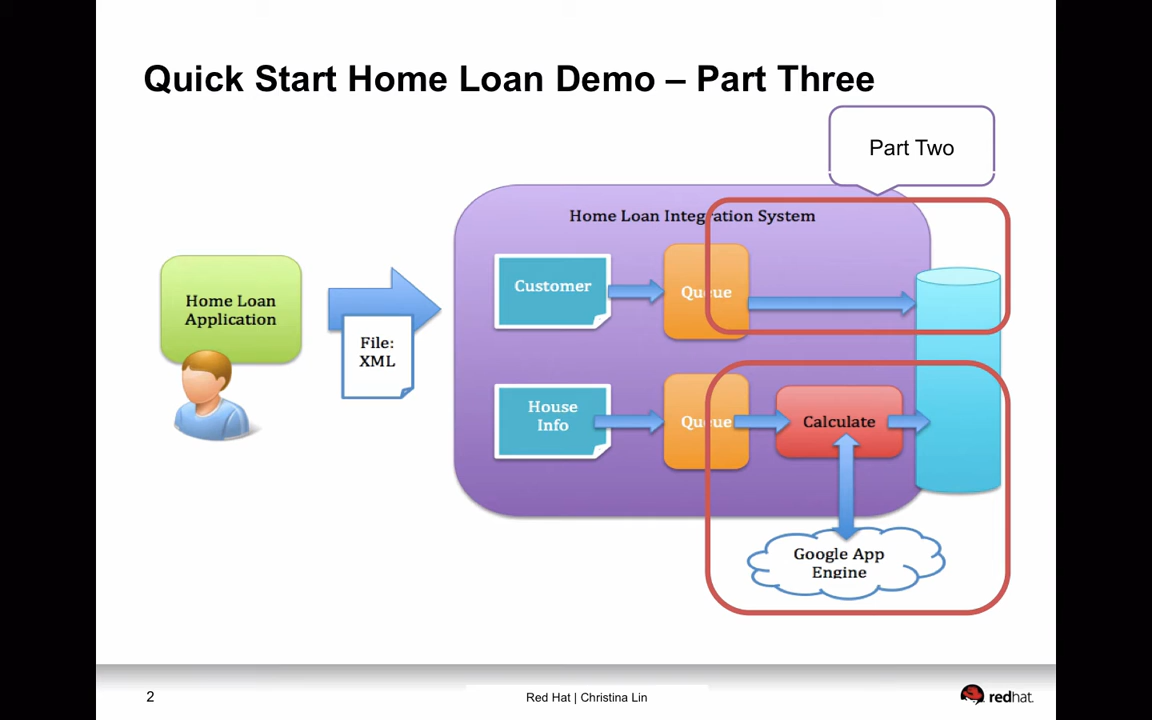 Quick Start Home Loan Demo – Part Three
Part Two
Home Loan Integration System
Customer
Queue
Home Loan
Application
File:
XML
House
Info
Queue
Calculate
Google App
Engine
2
Red Hat | Christina Lin
redhat.